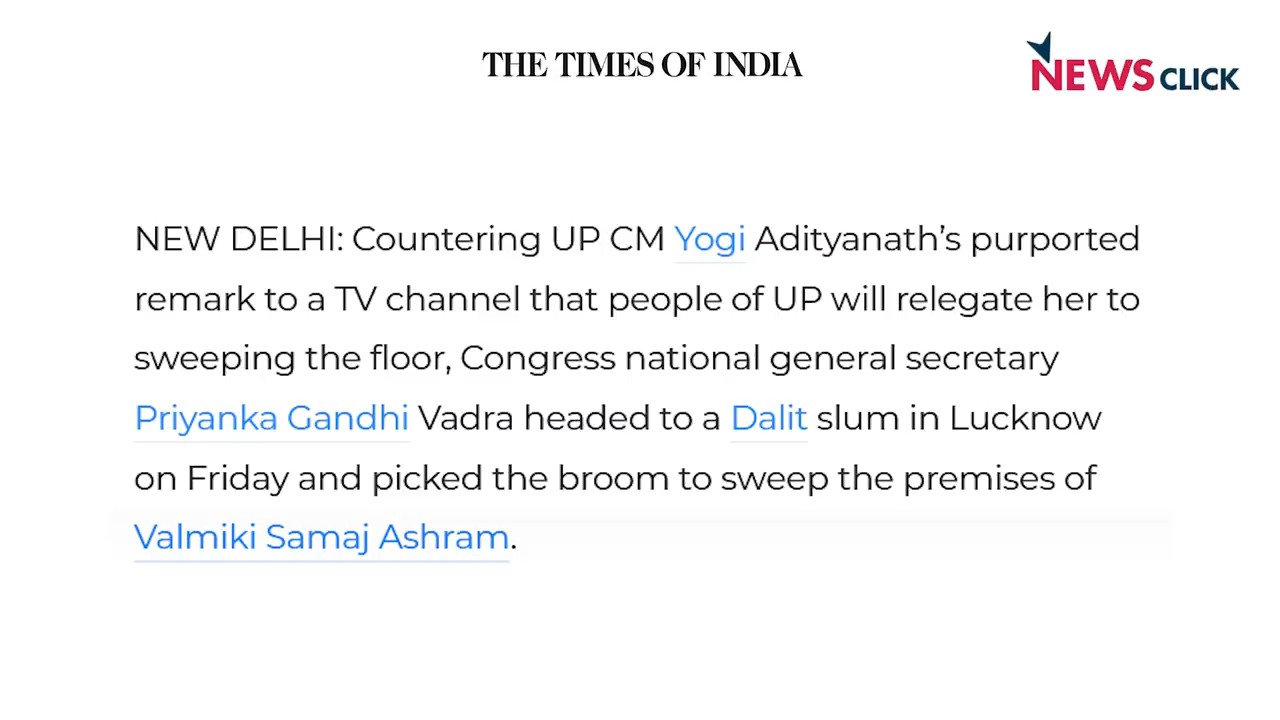 THE TIMES OF INDIA
NEWSCLICK
NEW DELHI: Countering UP CM Yogi Adityanath's purported
remark to a TV channel that people of UP will relegate her to
sweeping the floor, Congress national general secretary
Priyanka Gandhi Vadra headed to a Dalit slum in Lucknow
on Friday and picked the broom to sweep the premises of
Valmiki Samaj Ashram.